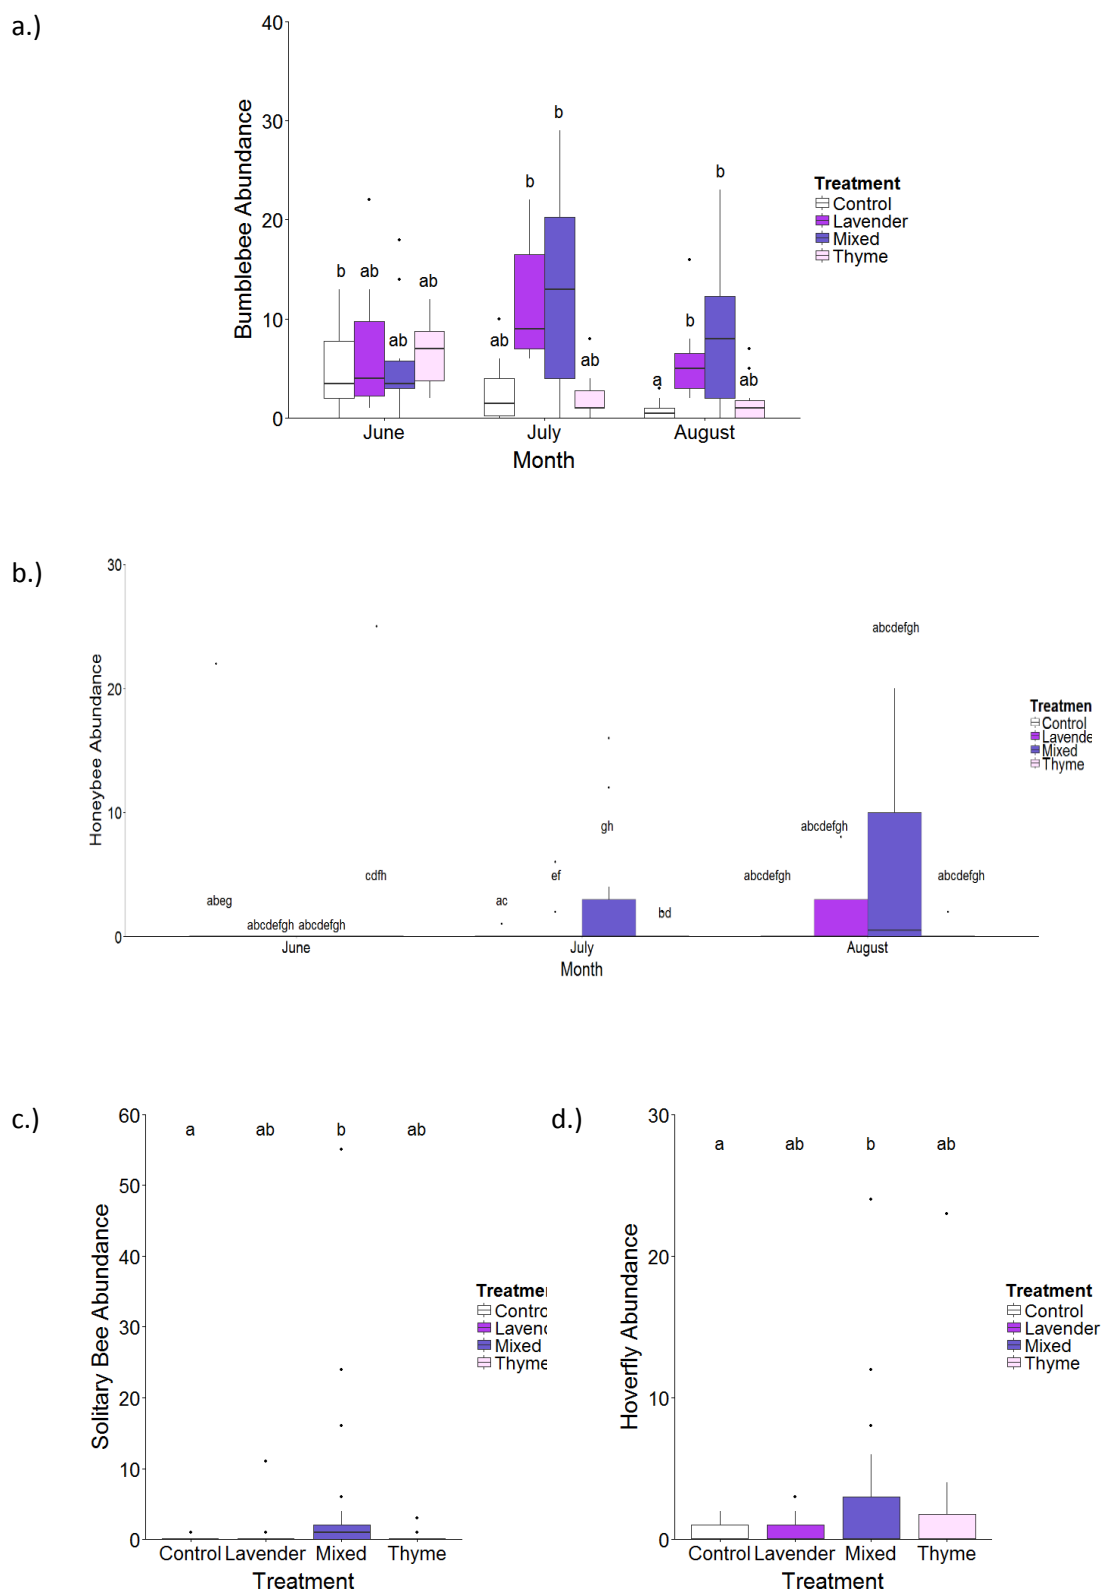 a.)
40
30
20
10
0
Bumblebee Abundance
b ab ab ab
ab b b ab
a b b ab
June July August
Month
Treatment
Control
Lavender
Mixed
Thyme
b.)
30
20
10
0
Honeybee Abundance
abeg abcdefgh abcdefgh cdfh
ac ef gh bd
abcdefgh abcdefgh abcdefgh abcdefgh
June July August
Month
Treatmen
Control
Lavende
Mixed
Thyme
c.)
60
50
40
30
20
10
0
Solitary Bee Abundance
a ab b ab
Control Lavender Mixed Thyme
Treatment
Treatme
Contro
Lavend
Mixed
Thyme
d.)
30
20
10
0
Hoverfly Abundance
a ab b ab
Control Lavender Mixed Thyme
Treatment
Treatment
Control
Lavender
Mixed
Thyme